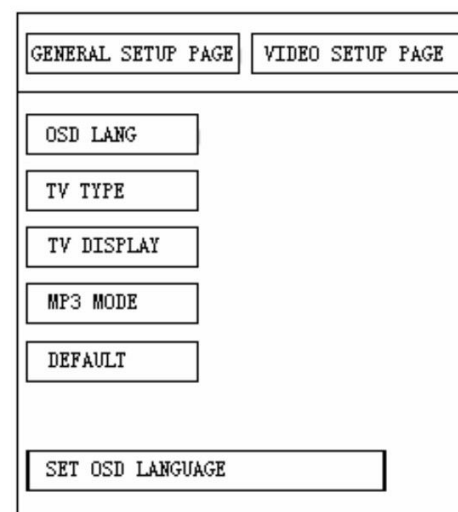 GENERAL SETUP PAGE VIDEO SETUP PAGE
OSD LANG
TV TYPE
TV DISPLAY
MP3 MODE
DEFAULT
SET OSD LANGUAGE